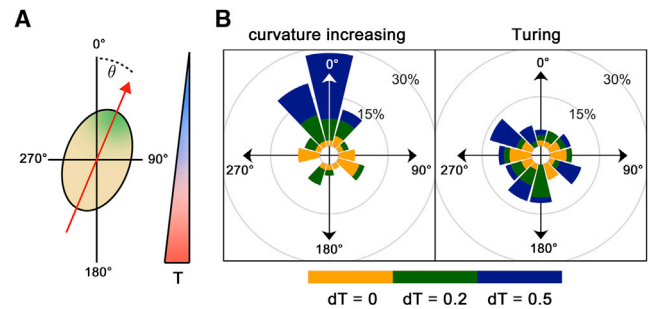 A
0°
θ
270°
90°
180°
T
B
curvature increasing
Turing
0°
30%
15%
270°
90°
180°
0°
30%
15%
270°
90°
180°
dT = 0
dT = 0.2
dT = 0.5